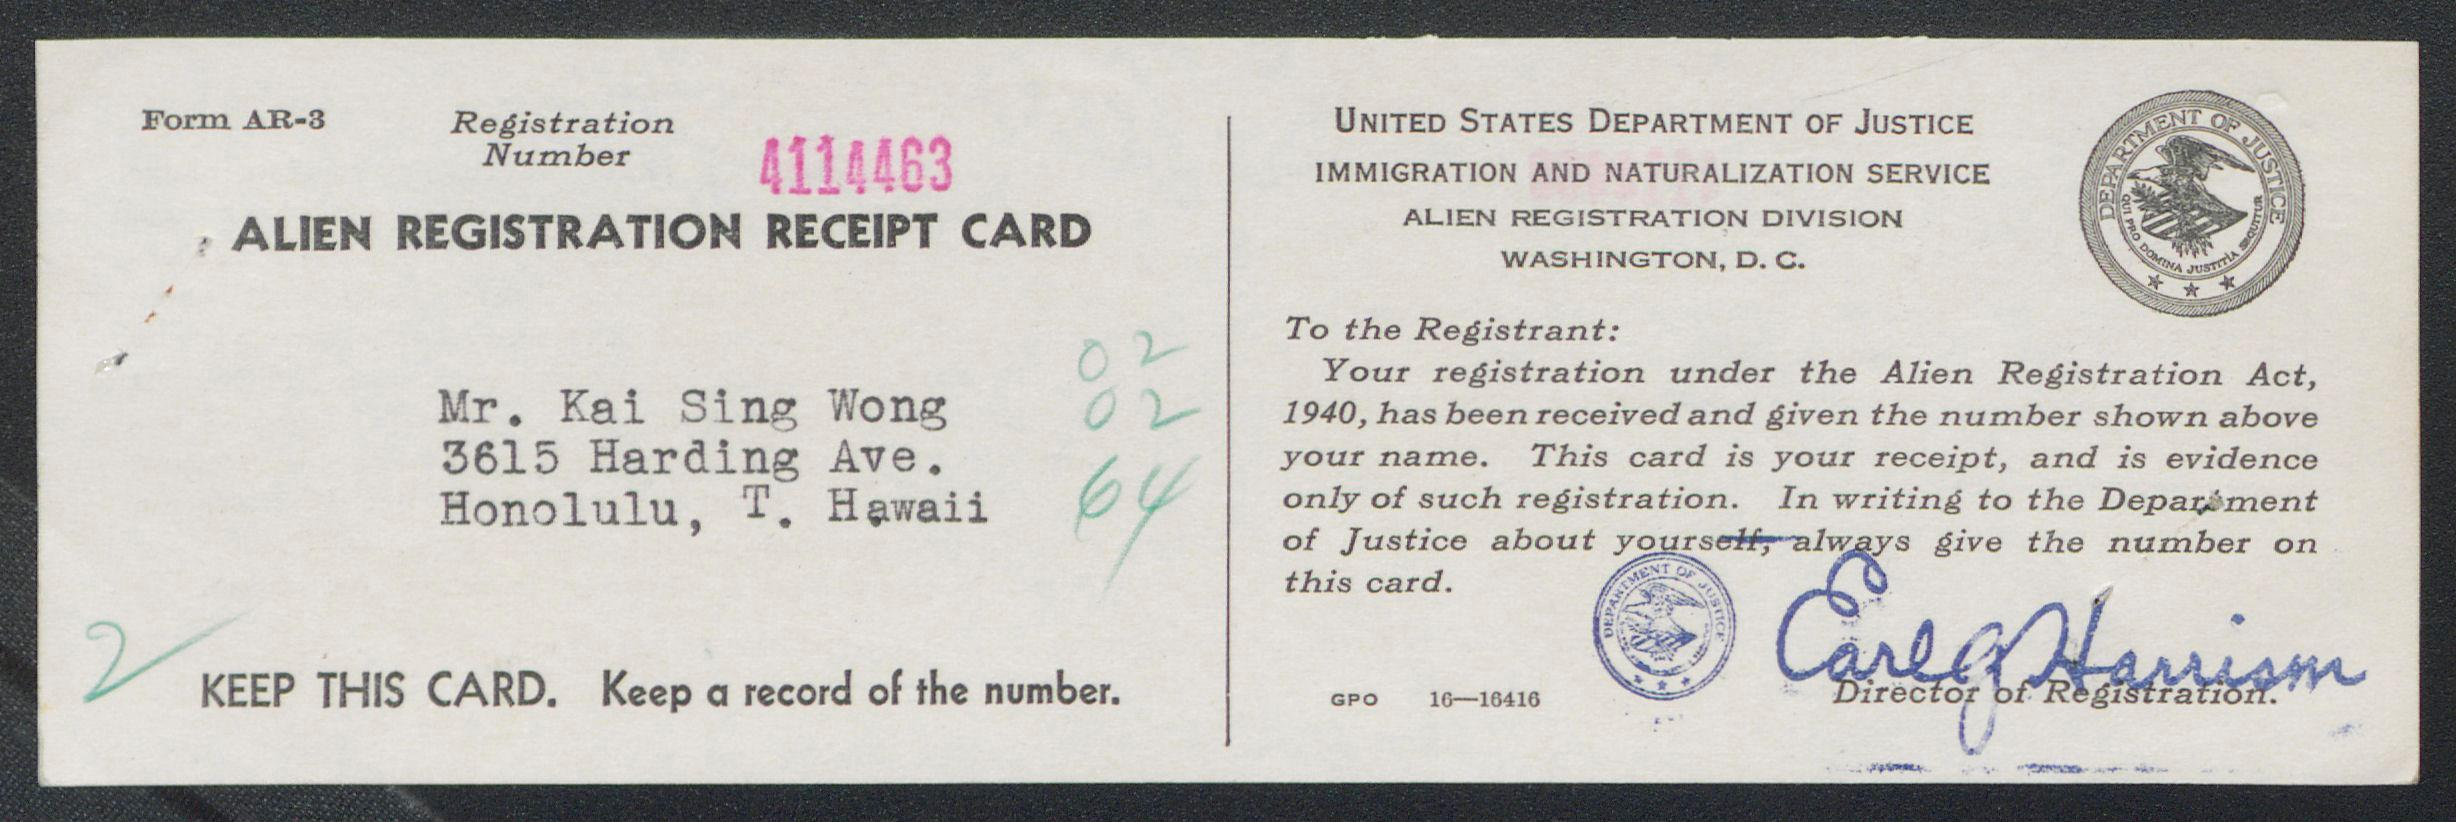 Form AR-3
Registration
Number
4114463
ALIEN REGISTRATION RECEIPT CARD
02
Mr. Kai Sing Wong
02
3615 Harding Ave.
Honolulu, T. Hawaii
64
2
KEEP THIS CARD. Keep a record of the number.
UNITED STATES DEPARTMENT OF JUSTICE
IMMIGRATION AND NATURALIZATION SERVICE
ALIEN REGISTRATION DIVISION
WASHINGTON, D. C.
DEPARTMENT OF JUSTICE
QUI PRO DOMINA JUSTITIA SEQUITUR
To the Registrant:
Your registration under the Alien Registration Act,
1940, has been received and given the number shown above
your name. This card is your receipt, and is evidence
only of such registration. In writing to the Department
of Justice about yourself, always give the number on
this card.
DEPARTMENT OF JUSTICE
Earl G Harrison
GPO 16—16416
Director of Registration.